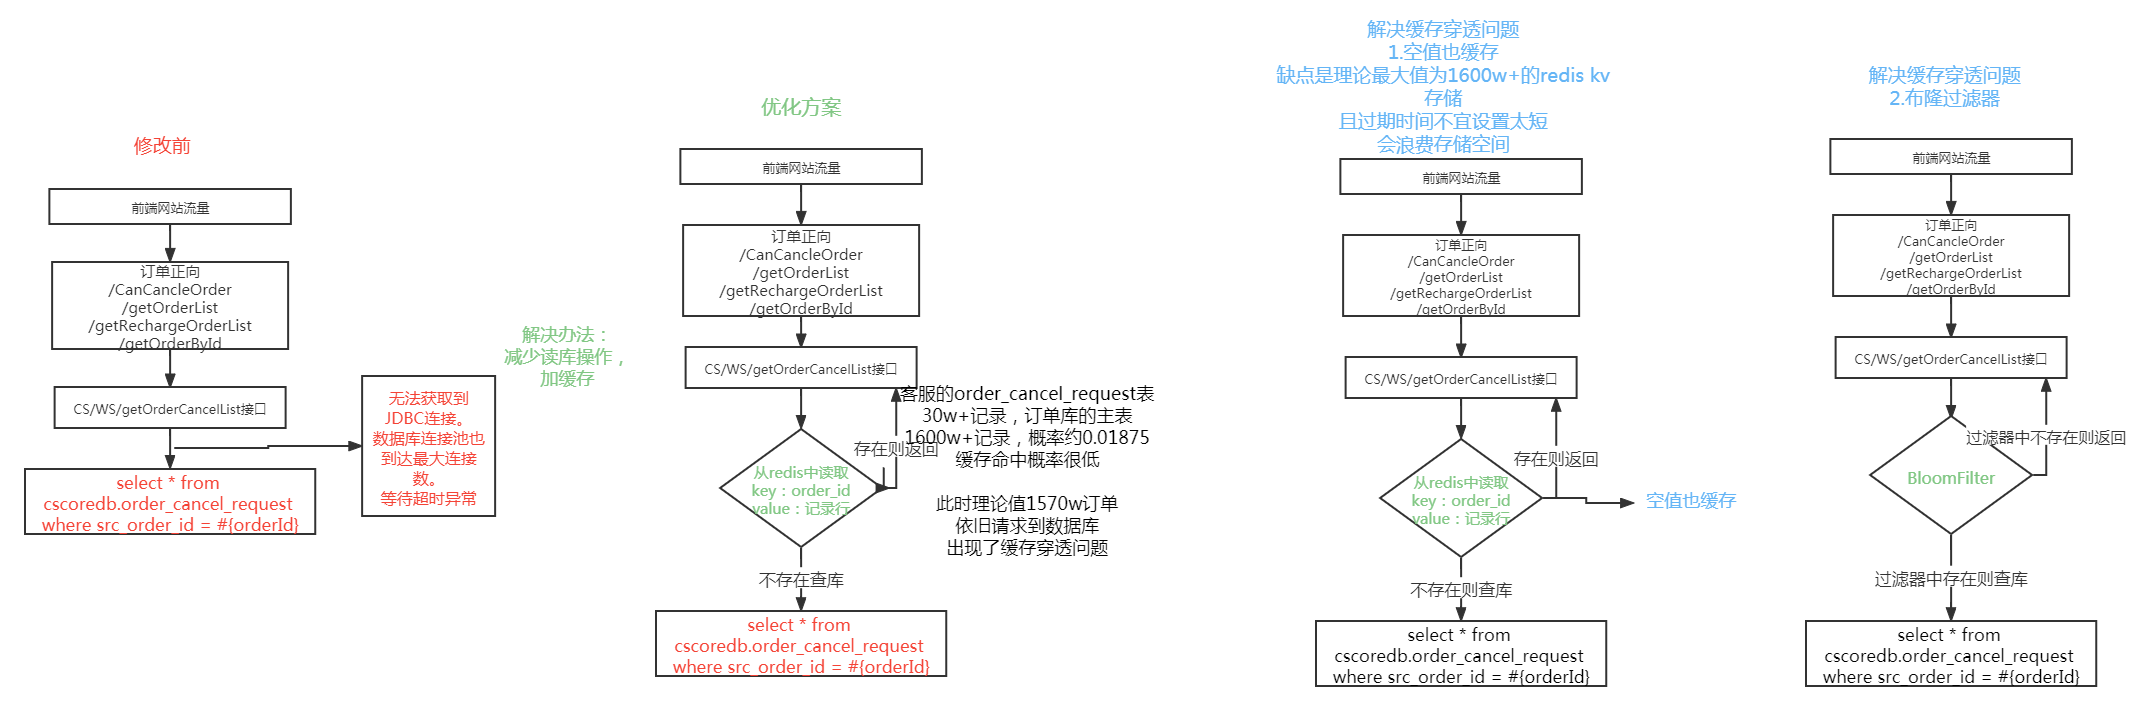 修改前
前端网站流量
订单正向
/CanCancleOrder
/getOrderList
/getRechargeOrderList
/getOrderById
CS/WS/getOrderCancelList接口
无法获取到
JDBC连接。
数据库连接池也
到达最大连接
数。
等待超时异常
select * from
cscoredb.order_cancel_request
where src_order_id = #{orderId}
解决办法：
减少读库操作，
加缓存
优化方案
前端网站流量
订单正向
/CanCancleOrder
/getOrderList
/getRechargeOrderList
/getOrderById
CS/WS/getOrderCancelList接口
客服的order_cancel_request表
30w+记录，订单库的主表
1600w+记录，概率约0.01875
缓存命中概率很低
此时理论值1570w订单
依旧请求到数据库
出现了缓存穿透问题
存在则返回
从redis中读取
key：order_id
value：记录行
不存在查库
select * from
cscoredb.order_cancel_request
where src_order_id = #{orderId}
解决缓存穿透问题
1.空值也缓存
缺点是理论最大值为1600w+的redis kv
存储
且过期时间不宜设置太短
会浪费存储空间
前端网站流量
订单正向
/CanCancleOrder
/getOrderList
/getRechargeOrderList
/getOrderById
CS/WS/getOrderCancelList接口
存在则返回
从redis中读取
key：order_id
value：记录行
空值也缓存
不存在则查库
select * from
cscoredb.order_cancel_request
where src_order_id = #{orderId}
解决缓存穿透问题
2.布隆过滤器
前端网站流量
订单正向
/CanCancleOrder
/getOrderList
/getRechargeOrderList
/getOrderById
CS/WS/getOrderCancelList接口
过滤器中不存在则返回
BloomFilter
过滤器中存在则查库
select * from
cscoredb.order_cancel_request
where src_order_id = #{orderId}